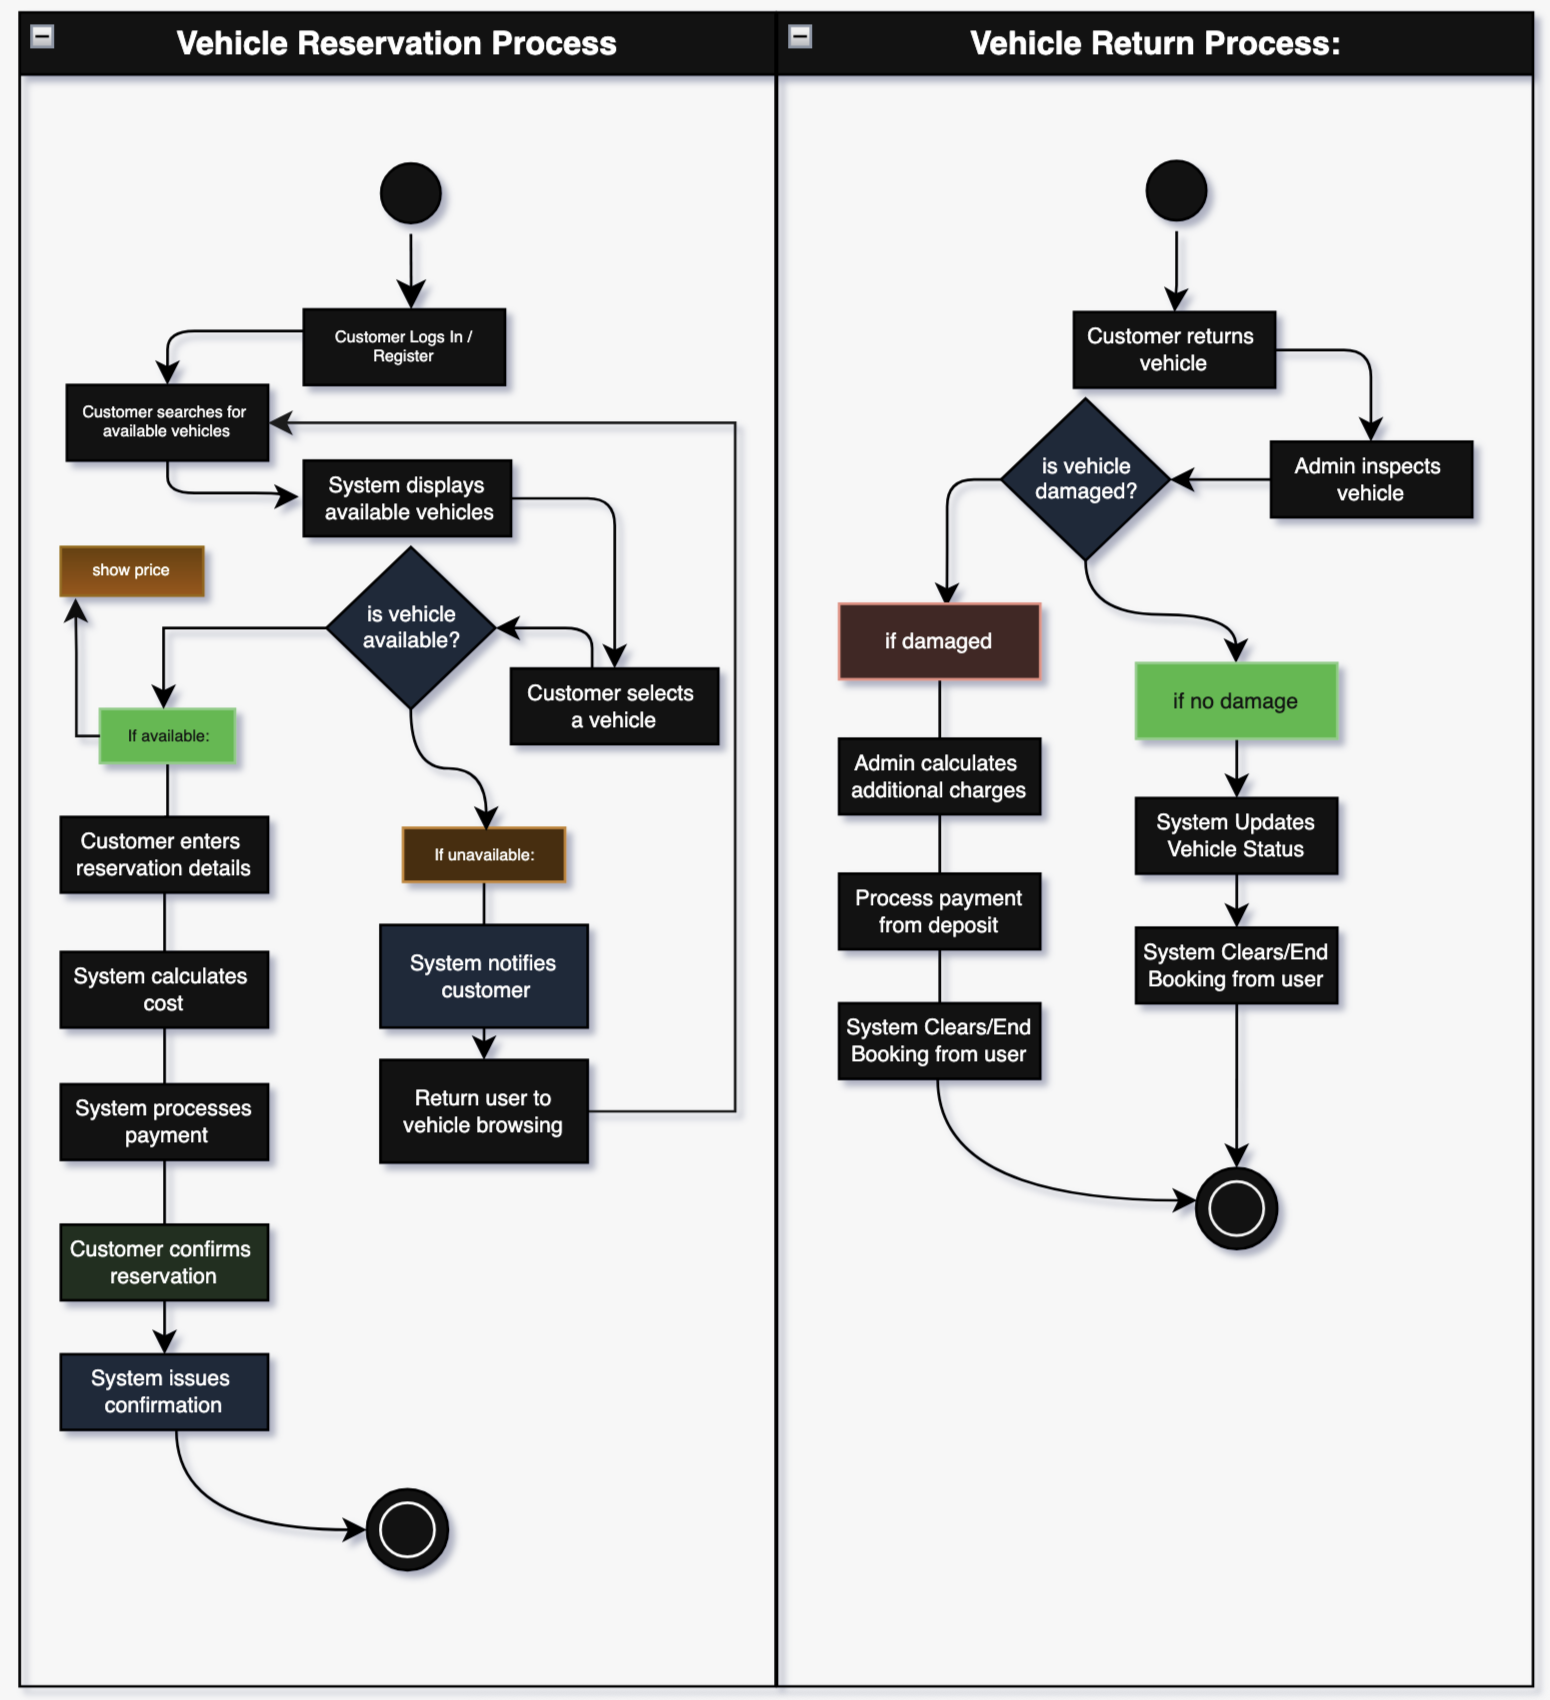 Vehicle Reservation Process
Customer Logs In /
Register
Customer searches for
available vehicles
System displays
available vehicles
show price
is vehicle
available?
Customer selects
a vehicle
If available:
Customer enters
reservation details
If unavailable:
System notifies
customer
System calculates
cost
Return user to
vehicle browsing
System processes
payment
Customer confirms
reservation
System issues
confirmation
Vehicle Return Process:
Customer returns
vehicle
is vehicle
damaged?
Admin inspects
vehicle
if damaged
if no damage
Admin calculates
additional charges
System Updates
Vehicle Status
Process payment
from deposit
System Clears/End
Booking from user
System Clears/End
Booking from user